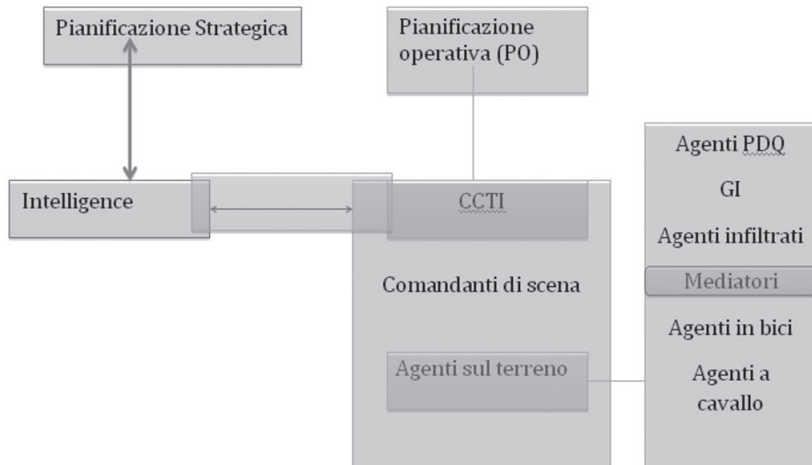 Pianificazione Strategica
Pianificazione
operativa (PO)
Intelligence
CCTI
Comandanti di scena
Agenti sul terreno
Agenti PDQ
GI
Agenti infiltrati
Mediatori
Agenti in bici
Agenti a
cavallo